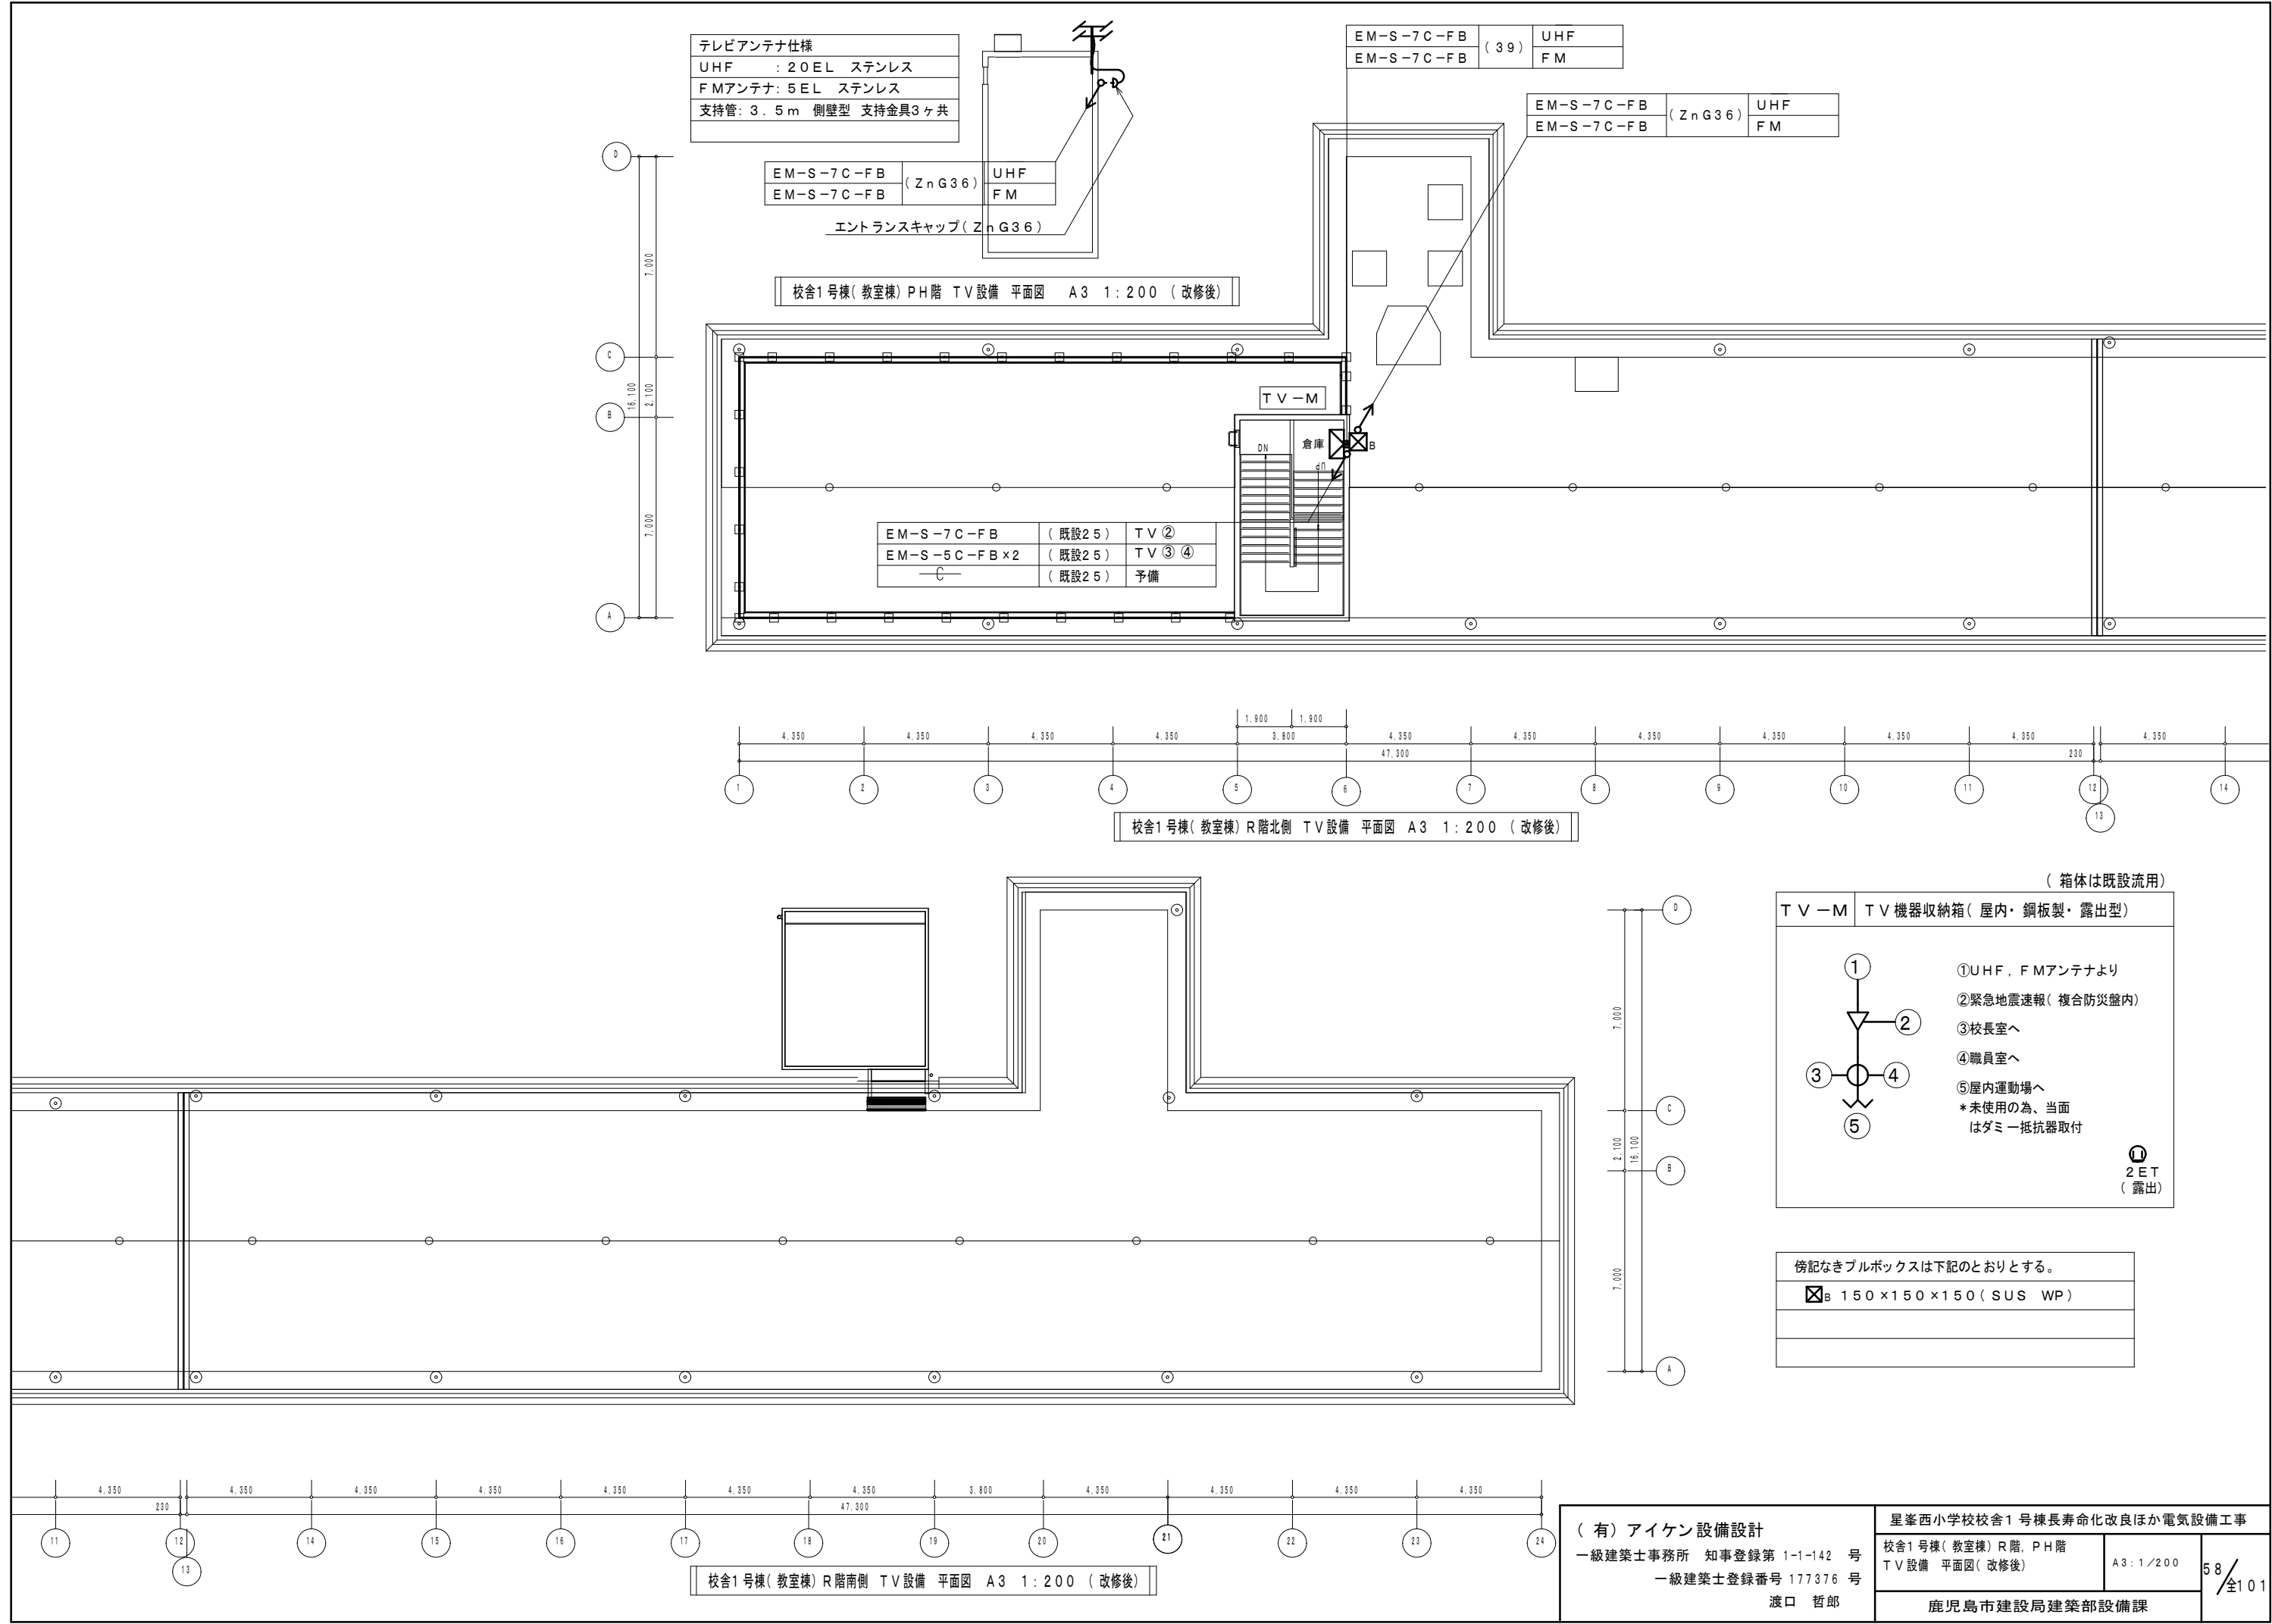 テレビアンテナ仕様
UHF　　：20EL　ステンレス
FMアンテナ：5EL　ステンレス
支持管：3.5m　側壁型　支持金具3ヶ共
EM-S-7C-FB (39) UHF
EM-S-7C-FB FM
EM-S-7C-FB (ZnG36) UHF
EM-S-7C-FB FM
EM-S-7C-FB (ZnG36) UHF
EM-S-7C-FB FM
エントランスキャップ(ZnG36)
校舎1号棟(教室棟)PH階　TV設備　平面図　A3　1:200　(改修後)
D
7,000
C
16,100
2,100
B
7,000
A
TV-M
倉庫
B
DN
UP
EM-S-7C-FB (既設25) TV②
EM-S-5C-FB×2 (既設25) TV③④
C (既設25) 予備
1,900 1,900
4,350 4,350 4,350 4,350 3,800 4,350 4,350 4,350 4,350 4,350 4,350 4,350
47,300 230
1 2 3 4 5 6 7 8 9 10 11 12 14
13
校舎1号棟(教室棟)R階北側　TV設備　平面図　A3　1:200　(改修後)
(箱体は既設流用)
TV-M TV機器収納箱(屋内・鋼板製・露出型)
①
②
③ ④
⑤
①UHF,FMアンテナより
②緊急地震速報(複合防災盤内)
③校長室へ
④職員室へ
⑤屋内運動場へ
*未使用の為、当面
はダミー抵抗器取付
2ET
(露出)
D
7,000
C
2,100
16,100
B
7,000
A
傍記なきプルボックスは下記のとおりとする。
B 150×150×150(SUS　WP)
4,350 4,350 4,350 4,350 4,350 4,350 4,350 3,800 4,350 4,350 4,350 4,350
230 47,300
11 12 14 15 16 17 18 19 20 21 22 23 24
13
校舎1号棟(教室棟)R階南側　TV設備　平面図　A3　1:200　(改修後)
(有)アイケン設備設計
一級建築士事務所　知事登録第 1-1-142 号
一級建築士登録番号 177376 号
渡口　哲郎
星峯西小学校校舎1号棟長寿命化改良ほか電気設備工事
校舎1号棟(教室棟)R階,PH階
TV設備　平面図(改修後)
A3:1/200
58/全101
鹿児島市建設局建築部設備課